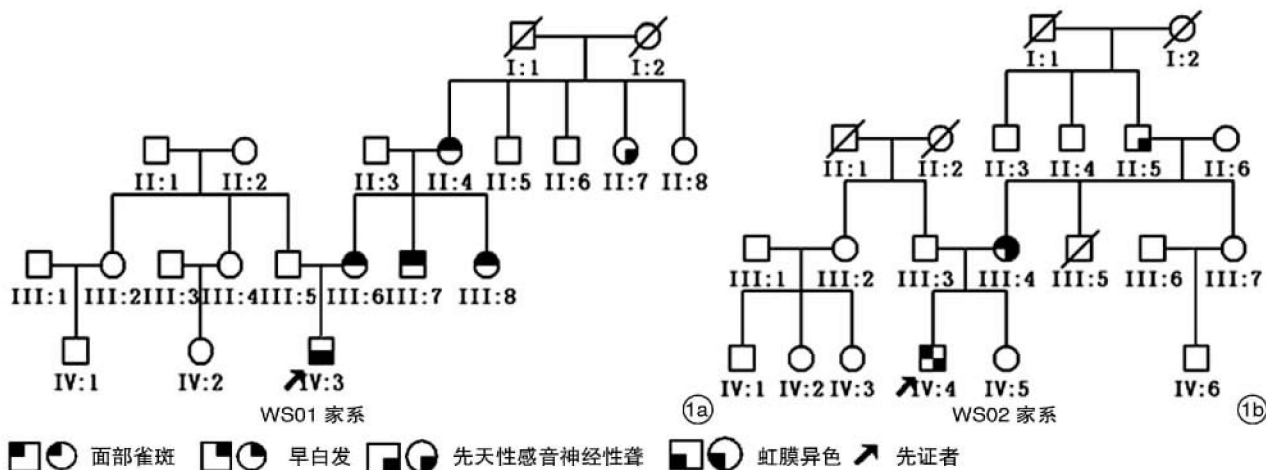 I:1 I:2
II:1 II:2 II:3 II:4 II:5 II:6 II:7 II:8
III:1 III:2 III:3 III:4 III:5 III:6 III:7 III:8
IV:1 IV:2 IV:3
WS01 家系
1a
I:1 I:2
II:1 II:2 II:3 II:4 II:5 II:6
III:1 III:2 III:3 III:4 III:5 III:6 III:7
IV:1 IV:2 IV:3 IV:4 IV:5 IV:6
WS02 家系
1b
面部雀斑 早白发 先天性感音神经性聋 虹膜异色 先证者